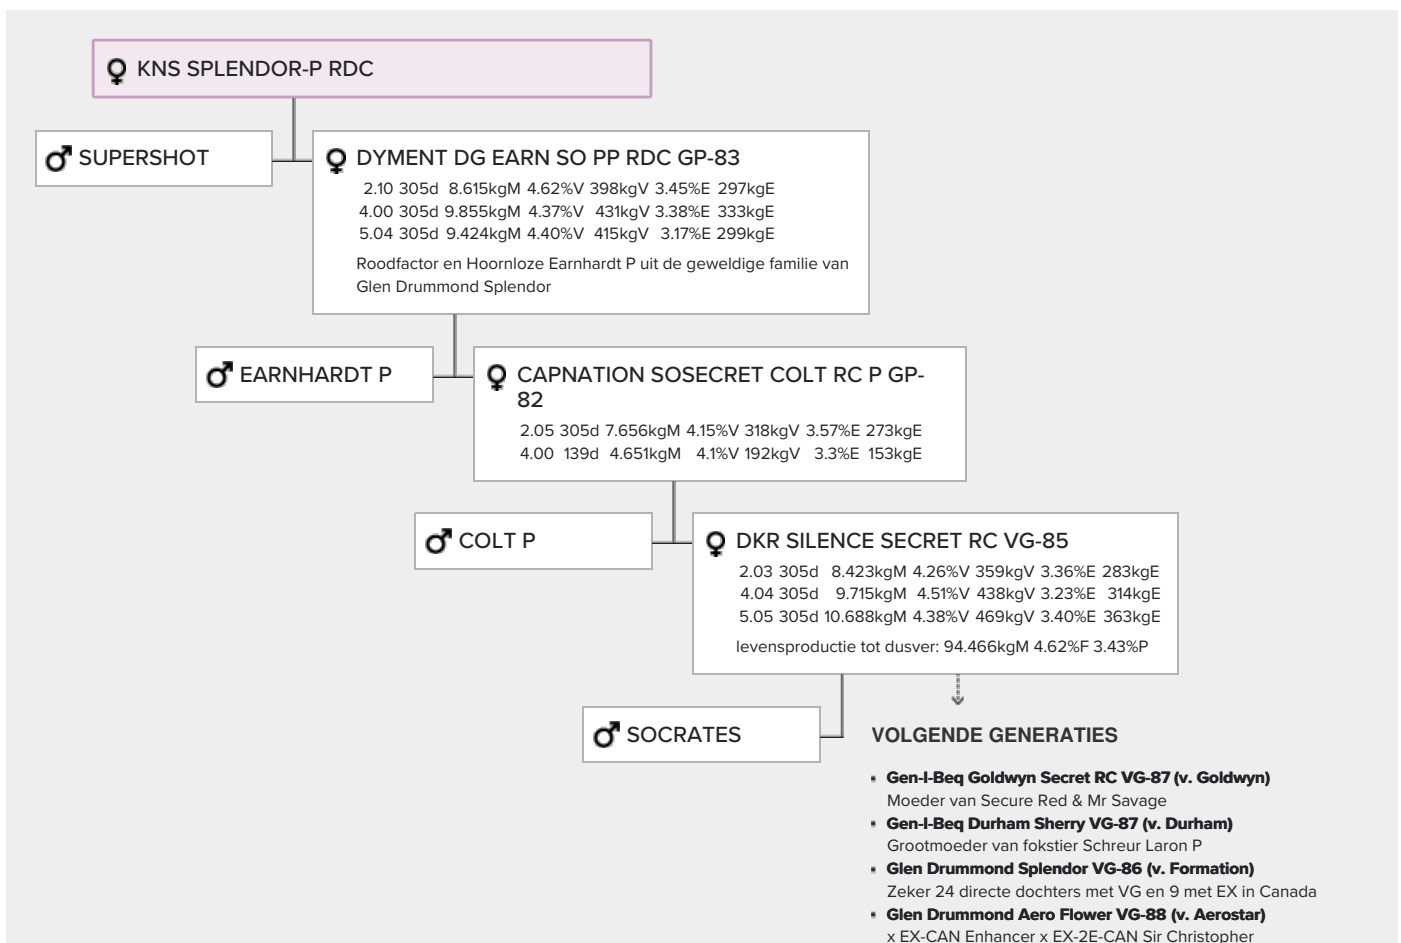 KNS SPLENDOR-P RDC
SUPERSHOT
DYMENT DG EARN SO PP RDC GP-83
2.10 305d 8.615kgM 4.62%V 398kgV 3.45%E 297kgE
4.00 305d 9.855kgM 4.37%V 431kgV 3.38%E 333kgE
5.04 305d 9.424kgM 4.40%V 415kgV 3.17%E 299kgE
Roodfactor en Hoornloze Earnhardt P uit de geweldige familie van
Glen Drummond Splendor
EARNHARDT P
CAPNATION SOSECRET COLT RC P GP-
82
2.05 305d 7.656kgM 4.15%V 318kgV 3.57%E 273kgE
4.00 139d 4.651kgM 4.1%V 192kgV 3.3%E 153kgE
COLT P
DKR SILENCE SECRET RC VG-85
2.03 305d 8.423kgM 4.26%V 359kgV 3.36%E 283kgE
4.04 305d 9.715kgM 4.51%V 438kgV 3.23%E 314kgE
5.05 305d 10.688kgM 4.38%V 469kgV 3.40%E 363kgE
levensproductie tot dusver: 94.466kgM 4.62%F 3.43%P
SOCRATES
VOLGENDE GENERATIES
▪ Gen-I-Beq Goldwyn Secret RC VG-87 (v. Goldwyn)
Moeder van Secure Red & Mr Savage
▪ Gen-I-Beq Durham Sherry VG-87 (v. Durham)
Grootmoeder van fokstier Schreur Laron P
▪ Glen Drummond Splendor VG-86 (v. Formation)
Zeker 24 directe dochters met VG en 9 met EX in Canada
▪ Glen Drummond Aero Flower VG-88 (v. Aerostar)
x EX-CAN Enhancer x EX-2E-CAN Sir Christopher